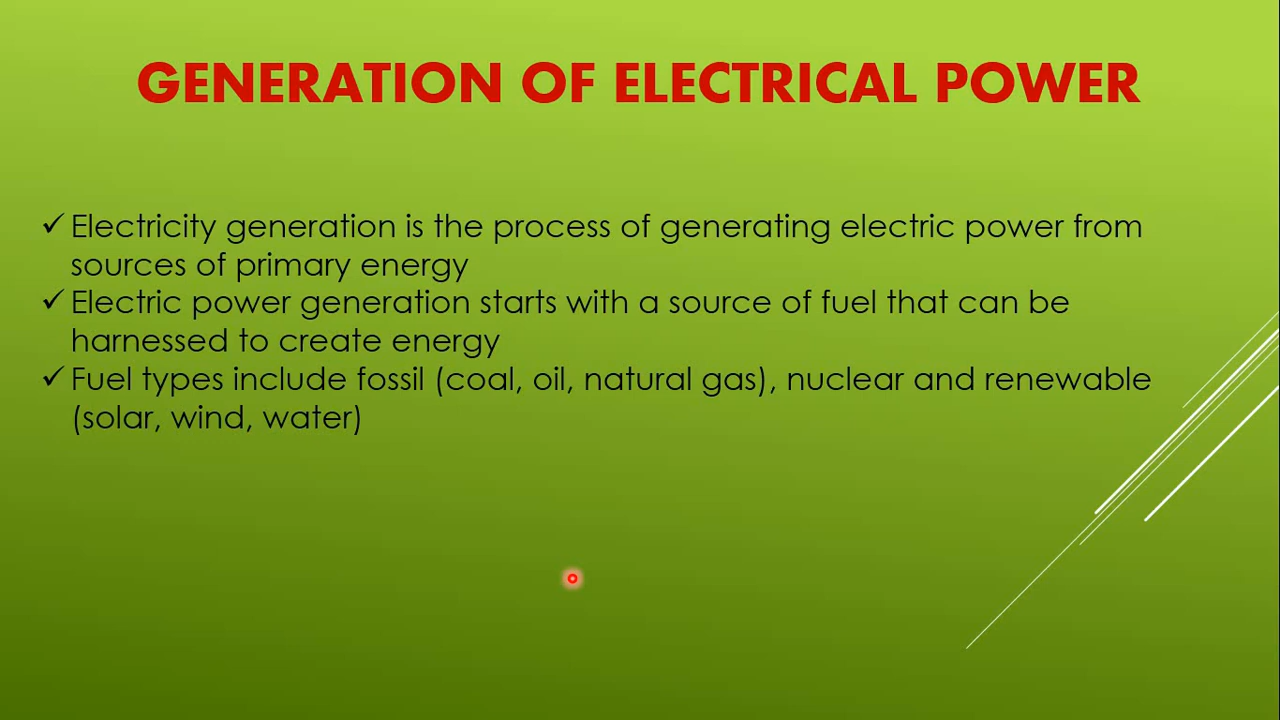 GENERATION OF ELECTRICAL POWER
✓ Electricity generation is the process of generating electric power from
sources of primary energy
✓ Electric power generation starts with a source of fuel that can be
harnessed to create energy
✓ Fuel types include fossil (coal, oil, natural gas), nuclear and renewable
(solar, wind, water)